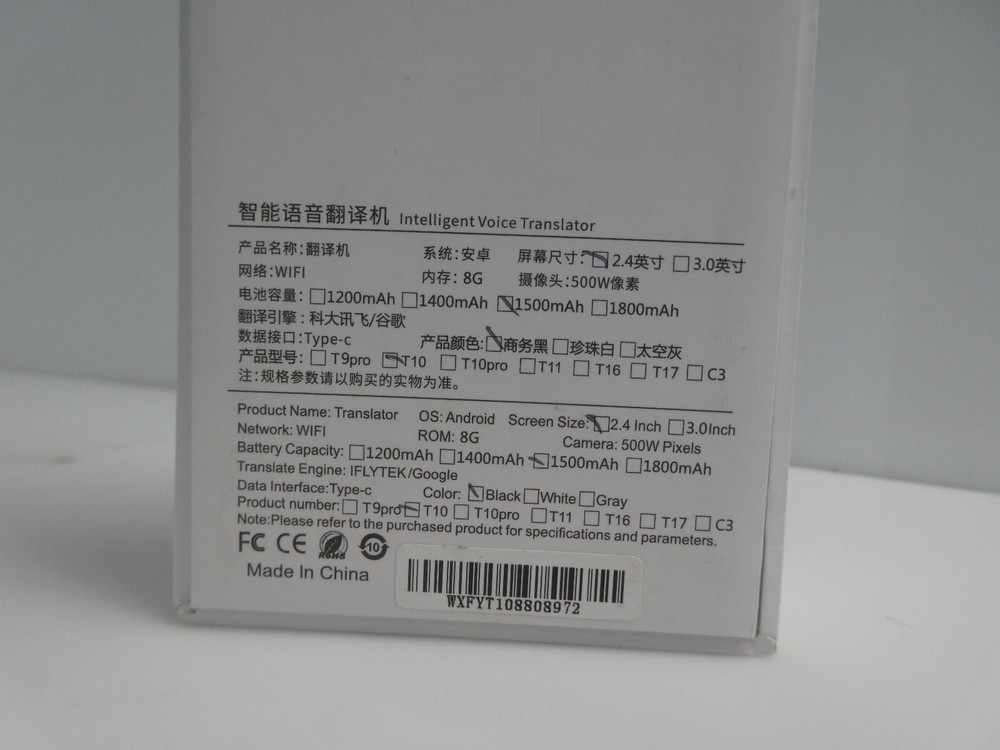 智能语音翻译机 Intelligent Voice Translator
产品名称:翻译机 系统:安卓 屏幕尺寸:☑2.4英寸 □3.0英寸
网络:WIFI 内存:8G 摄像头:500W像素
电池容量:□1200mAh □1400mAh ☑1500mAh □1800mAh
翻译引擎:科大讯飞/谷歌
数据接口:Type-c 产品颜色:☑商务黑 □珍珠白 □太空灰
产品型号:□ T9pro ☑T10 □ T10pro □T11 □ T16 □ T17 □ C3
注:规格参数请以购买的实物为准。
Product Name: Translator OS: Android Screen Size:☑2.4 Inch □3.0Inch
Network: WIFI ROM: 8G Camera: 500W Pixels
Battery Capacity: □1200mAh □1400mAh ☑1500mAh □1800mAh
Translate Engine: IFLYTEK/Google
Data Interface:Type-c Color: ☑Black □White □Gray
Product number:□ T9pro ☑ T10 □ T10pro □T11 □ T16 □ T17 □ C3
Note:Please refer to the purchased product for specifications and parameters.
FC CE RoHS 10
Made In China
WXFYT108808972